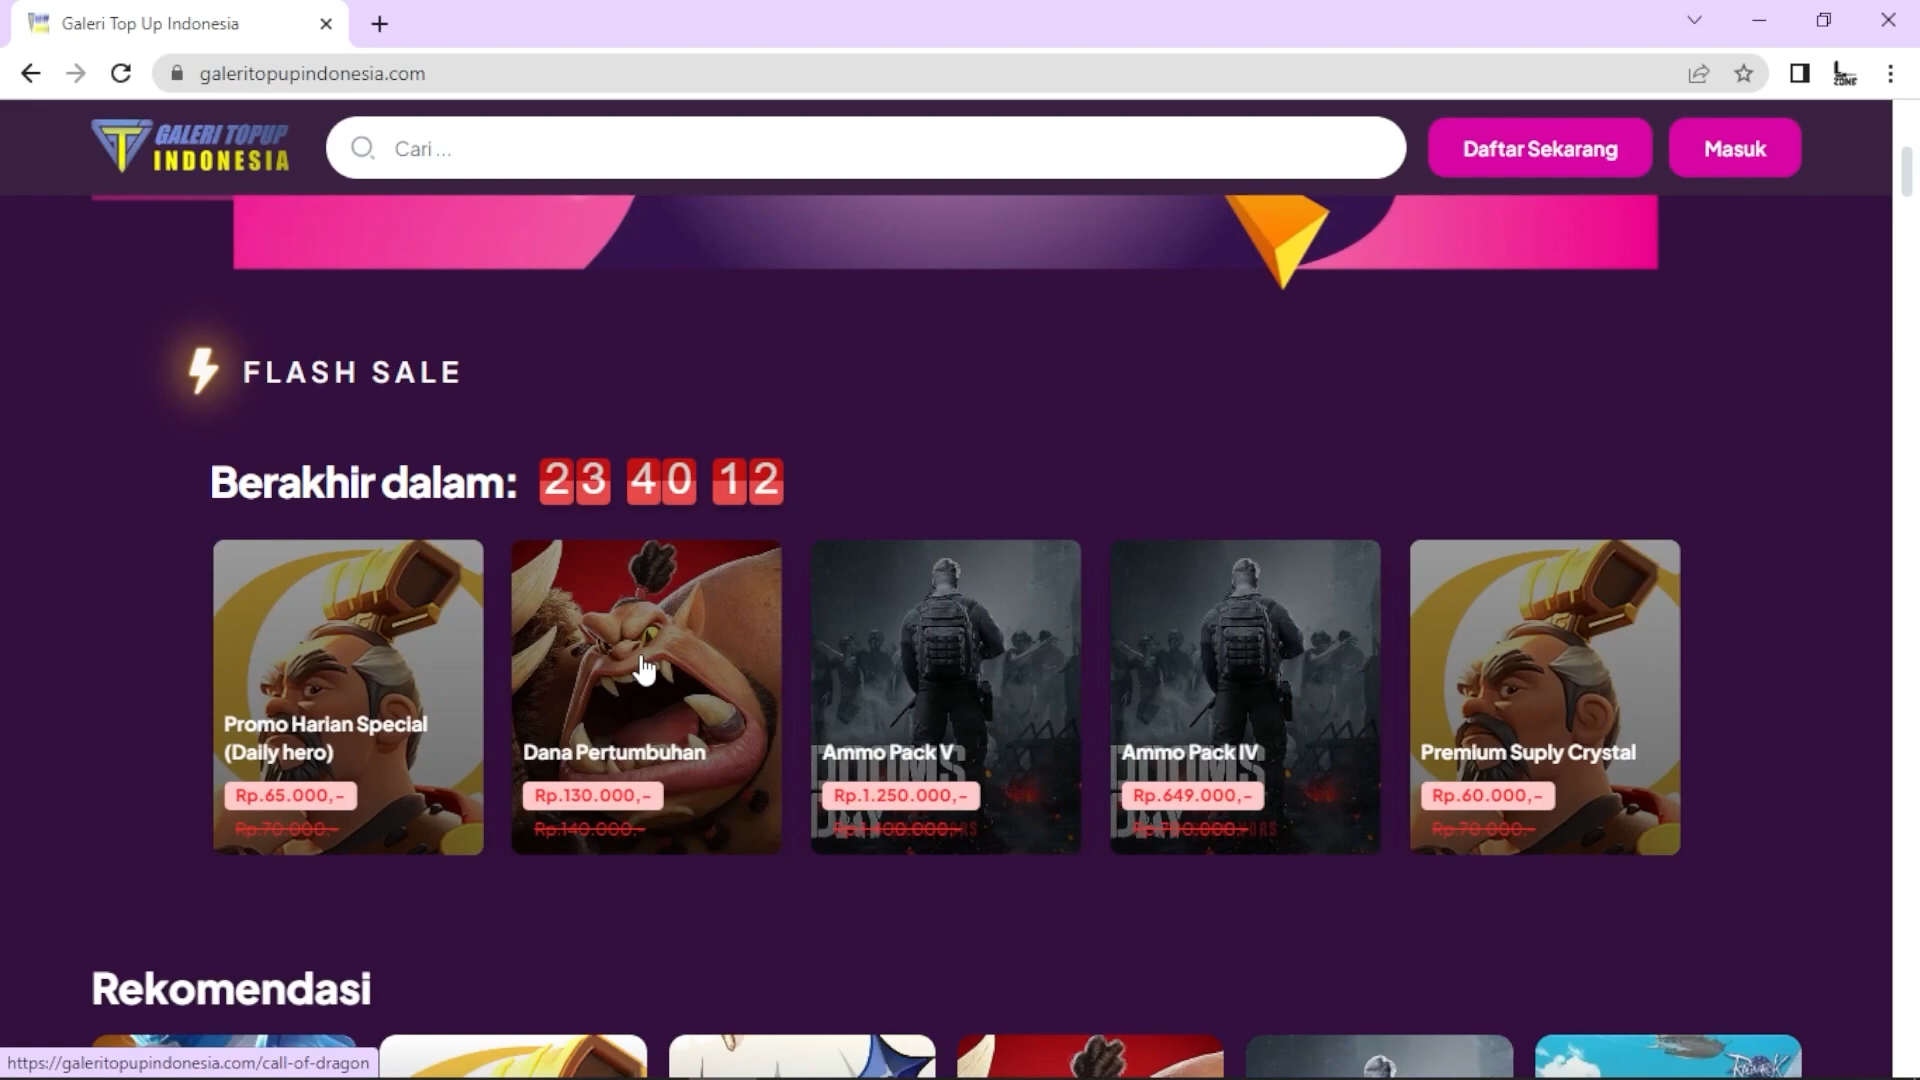 Galeri Top Up Indonesia
galeritopupindonesia.com
L ZONE
GALERI TOPUP
INDONESIA
Cari ...
Daftar Sekarang
Masuk
FLASH SALE
Berakhir dalam: 23 40 12
Promo Harian Special
(Daily hero)
Rp.65.000,-
Rp.70.000,-
Dana Pertumbuhan
Rp.130.000,-
Rp.140.000,-
Ammo Pack V
Rp.1.250.000,-
Ammo Pack IV
Rp.649.000,-
Premium Suply Crystal
Rp.60.000,-
Rp.70.000,-
Rekomendasi
RAGNAROK
https://galeritopupindonesia.com/call-of-dragon